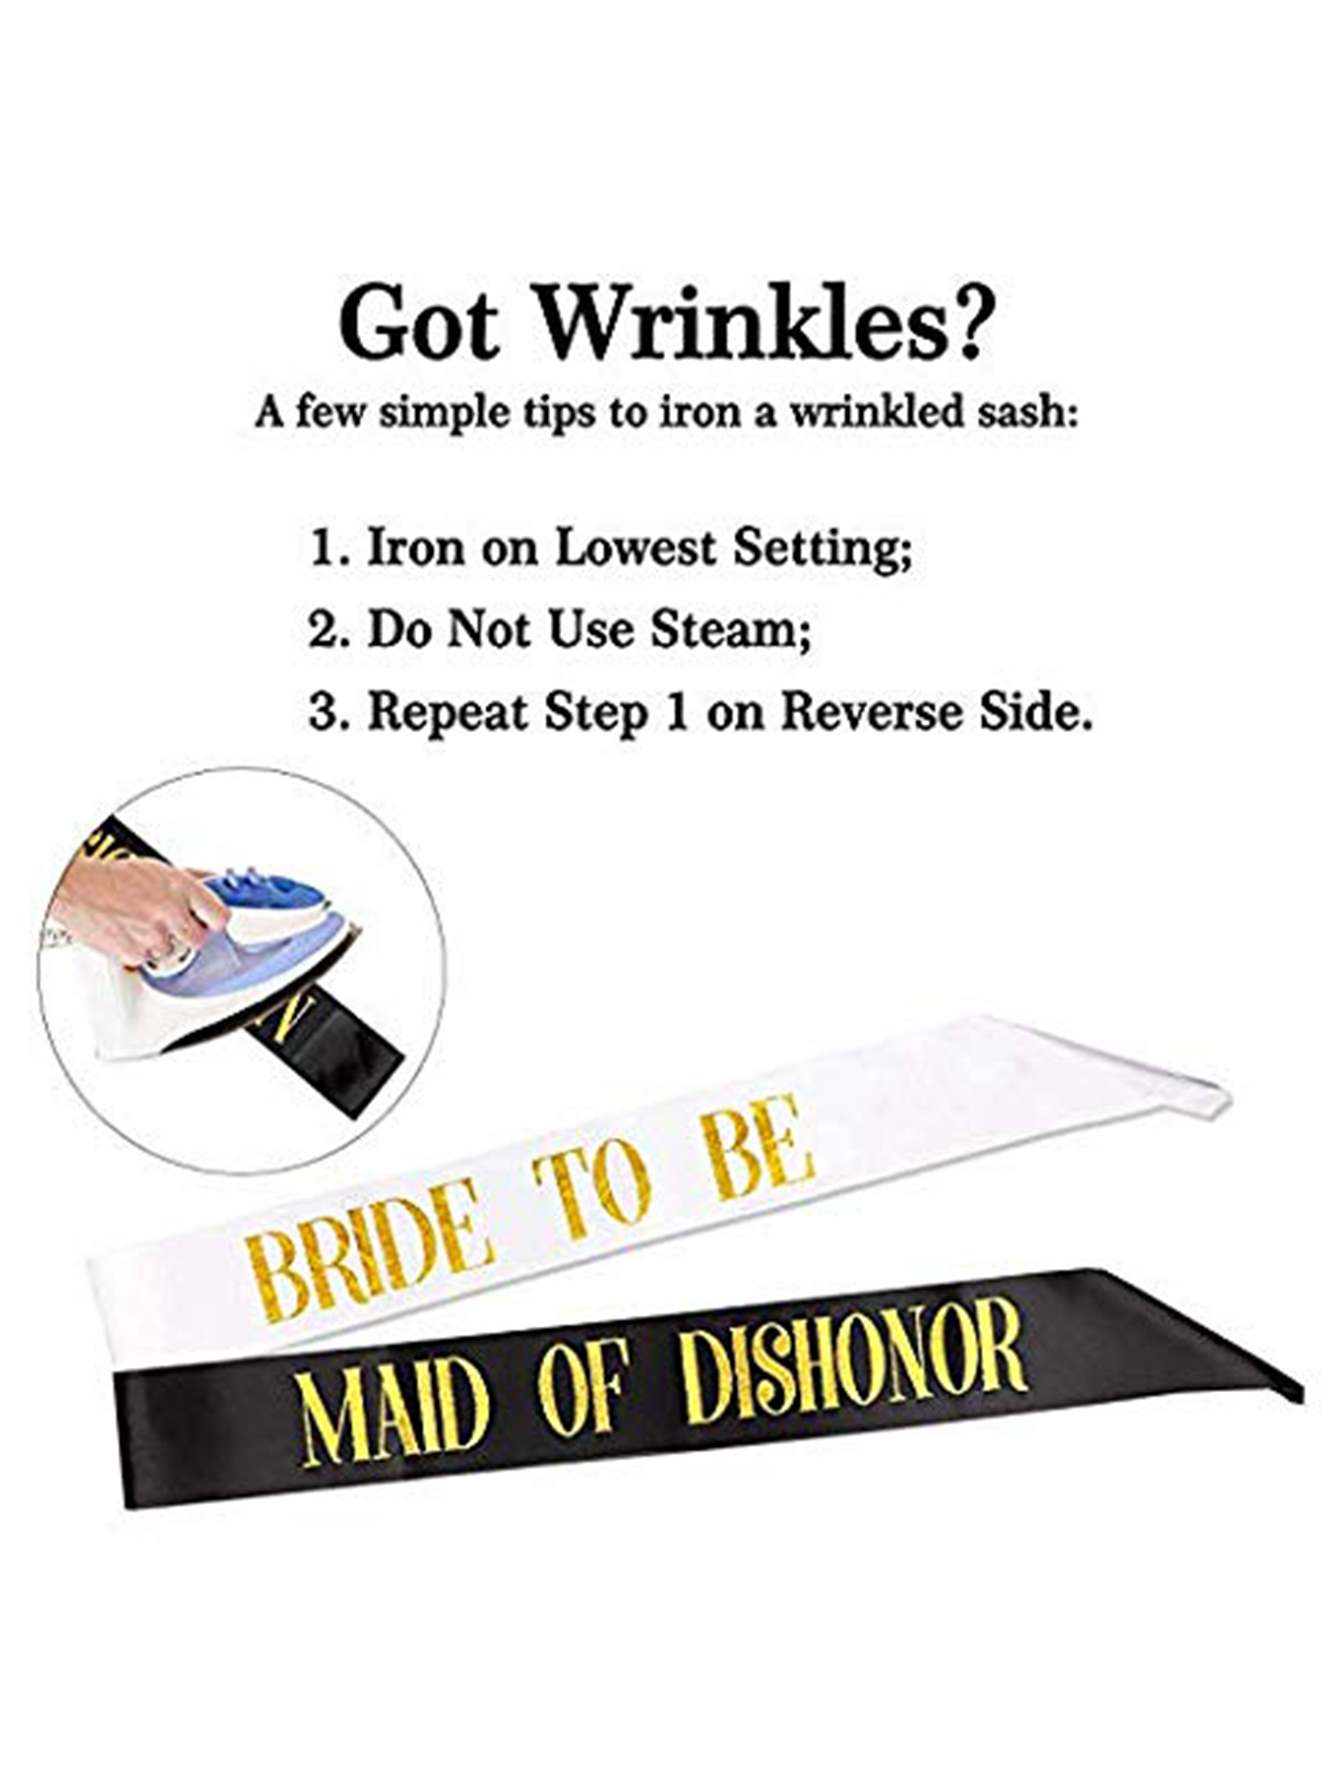 Got Wrinkles?
A few simple tips to iron a wrinkled sash:
1. Iron on Lowest Setting;
2. Do Not Use Steam;
3. Repeat Step 1 on Reverse Side.
N
BRIDE TO BE
MAID OF DISHONOR